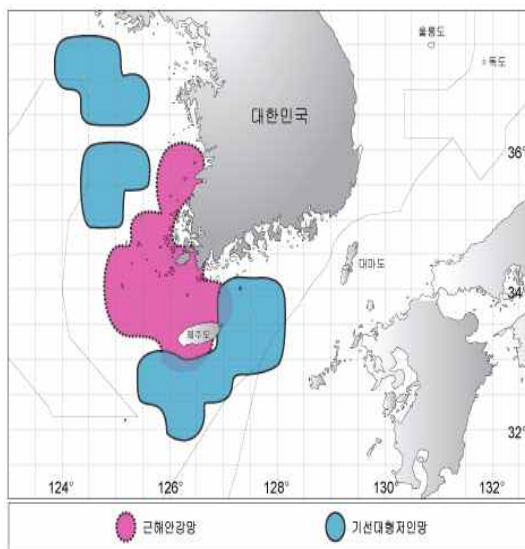 울릉도
독도
대한민국
36°
대마도
34°
제주도
32°
124°
126°
128°
130°
132°
근해안강망
기선대형저인망